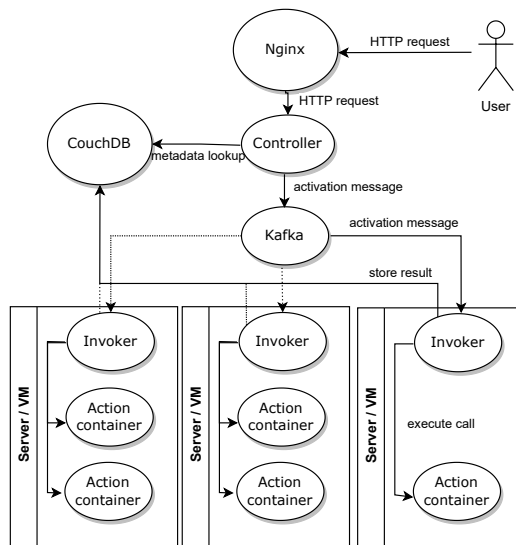 Nginx
HTTP request
User
HTTP request
CouchDB
metadata lookup
Controller
activation message
Kafka
activation message
store result
Server / VM
Invoker
Action
container
Action
container
Server / VM
Invoker
Action
container
Action
container
Server / VM
Invoker
execute call
Action
container